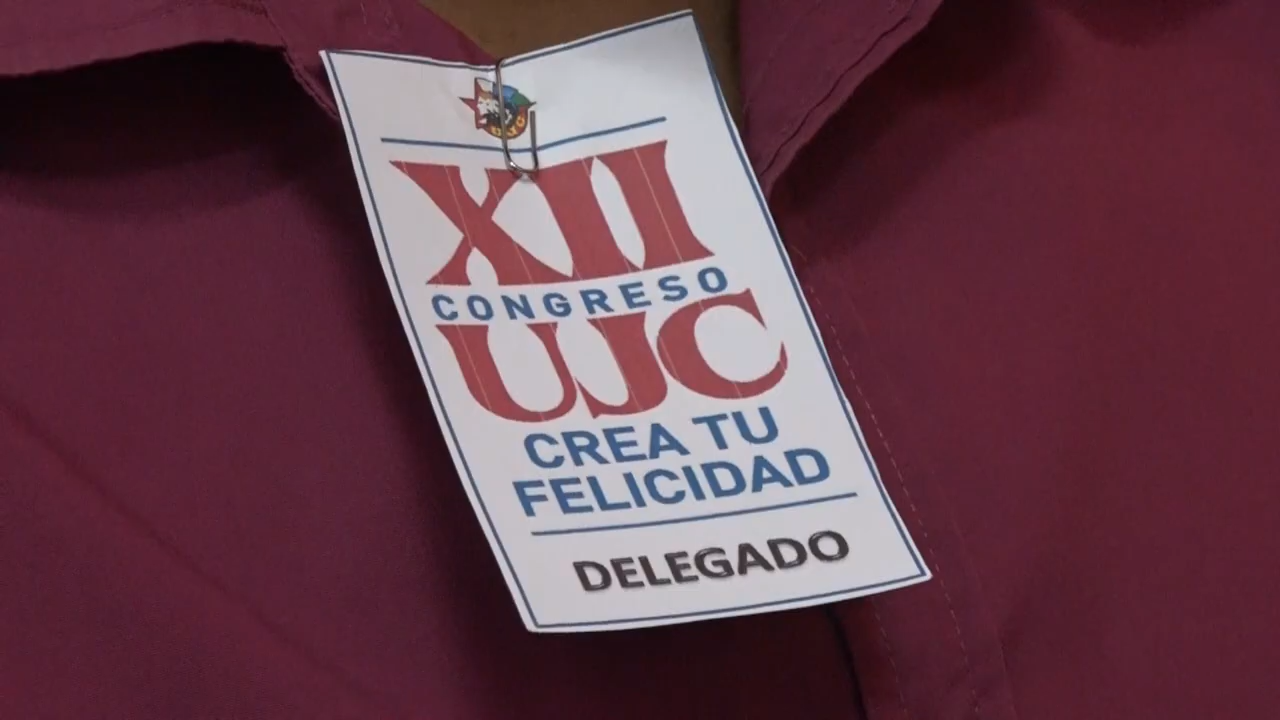 XII
CONGRESO
UJC
CREA TU
FELICIDAD
DELEGADO